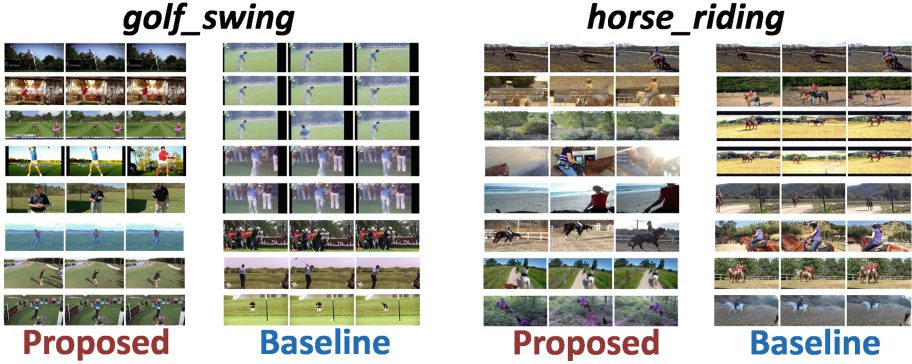 golf_swing
horse_riding
Proposed
Baseline
Proposed
Baseline